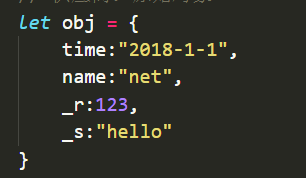 let obj = {
    time:"2018-1-1",
    name:"net",
    _r:123,
    _s:"hello"
}